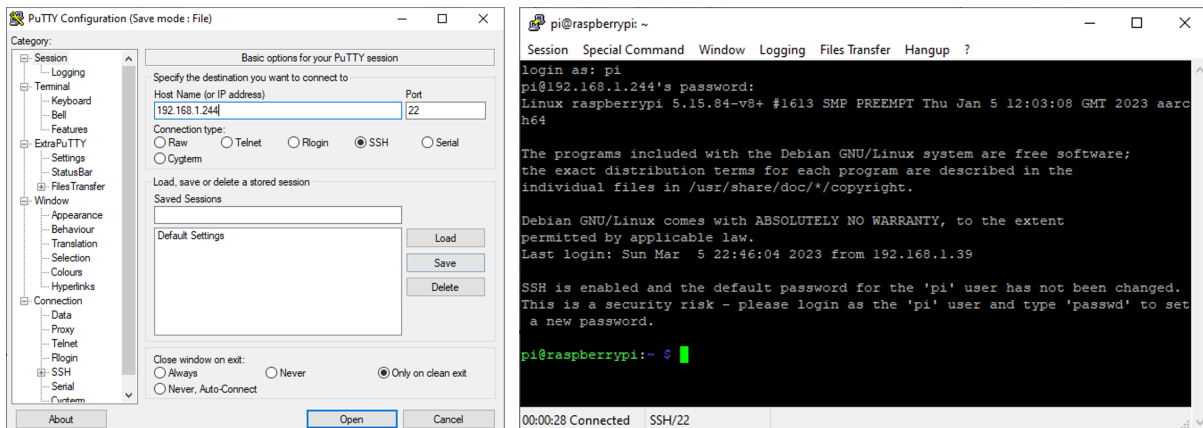 PuTTY Configuration (Save mode : File)
Category:
Session
Logging
Terminal
Keyboard
Bell
Features
ExtraPuTTY
Settings
StatusBar
FilesTransfer
Window
Appearance
Behaviour
Translation
Selection
Colours
Hyperlinks
Connection
Data
Proxy
Telnet
Rlogin
SSH
Serial
Cygterm
About
Basic options for your PuTTY session
Specify the destination you want to connect to
Host Name (or IP address) Port
192.168.1.244 22
Connection type:
Raw Telnet Rlogin SSH Serial
Cygterm
Load, save or delete a stored session
Saved Sessions
Default Settings
Load
Save
Delete
Close window on exit:
Always Never Only on clean exit
Never, Auto-Connect
Open Cancel
pi@raspberrypi: ~
Session Special Command Window Logging Files Transfer Hangup ?
login as: pi
pi@192.168.1.244's password:
Linux raspberrypi 5.15.84-v8+ #1613 SMP PREEMPT Thu Jan 5 12:03:08 GMT 2023 aarc
h64
The programs included with the Debian GNU/Linux system are free software;
the exact distribution terms for each program are described in the
individual files in /usr/share/doc/*/copyright.
Debian GNU/Linux comes with ABSOLUTELY NO WARRANTY, to the extent
permitted by applicable law.
Last login: Sun Mar 5 22:46:04 2023 from 192.168.1.39
SSH is enabled and the default password for the 'pi' user has not been changed.
This is a security risk - please login as the 'pi' user and type 'passwd' to set
a new password.
pi@raspberrypi:~ $
00:00:28 Connected SSH/22